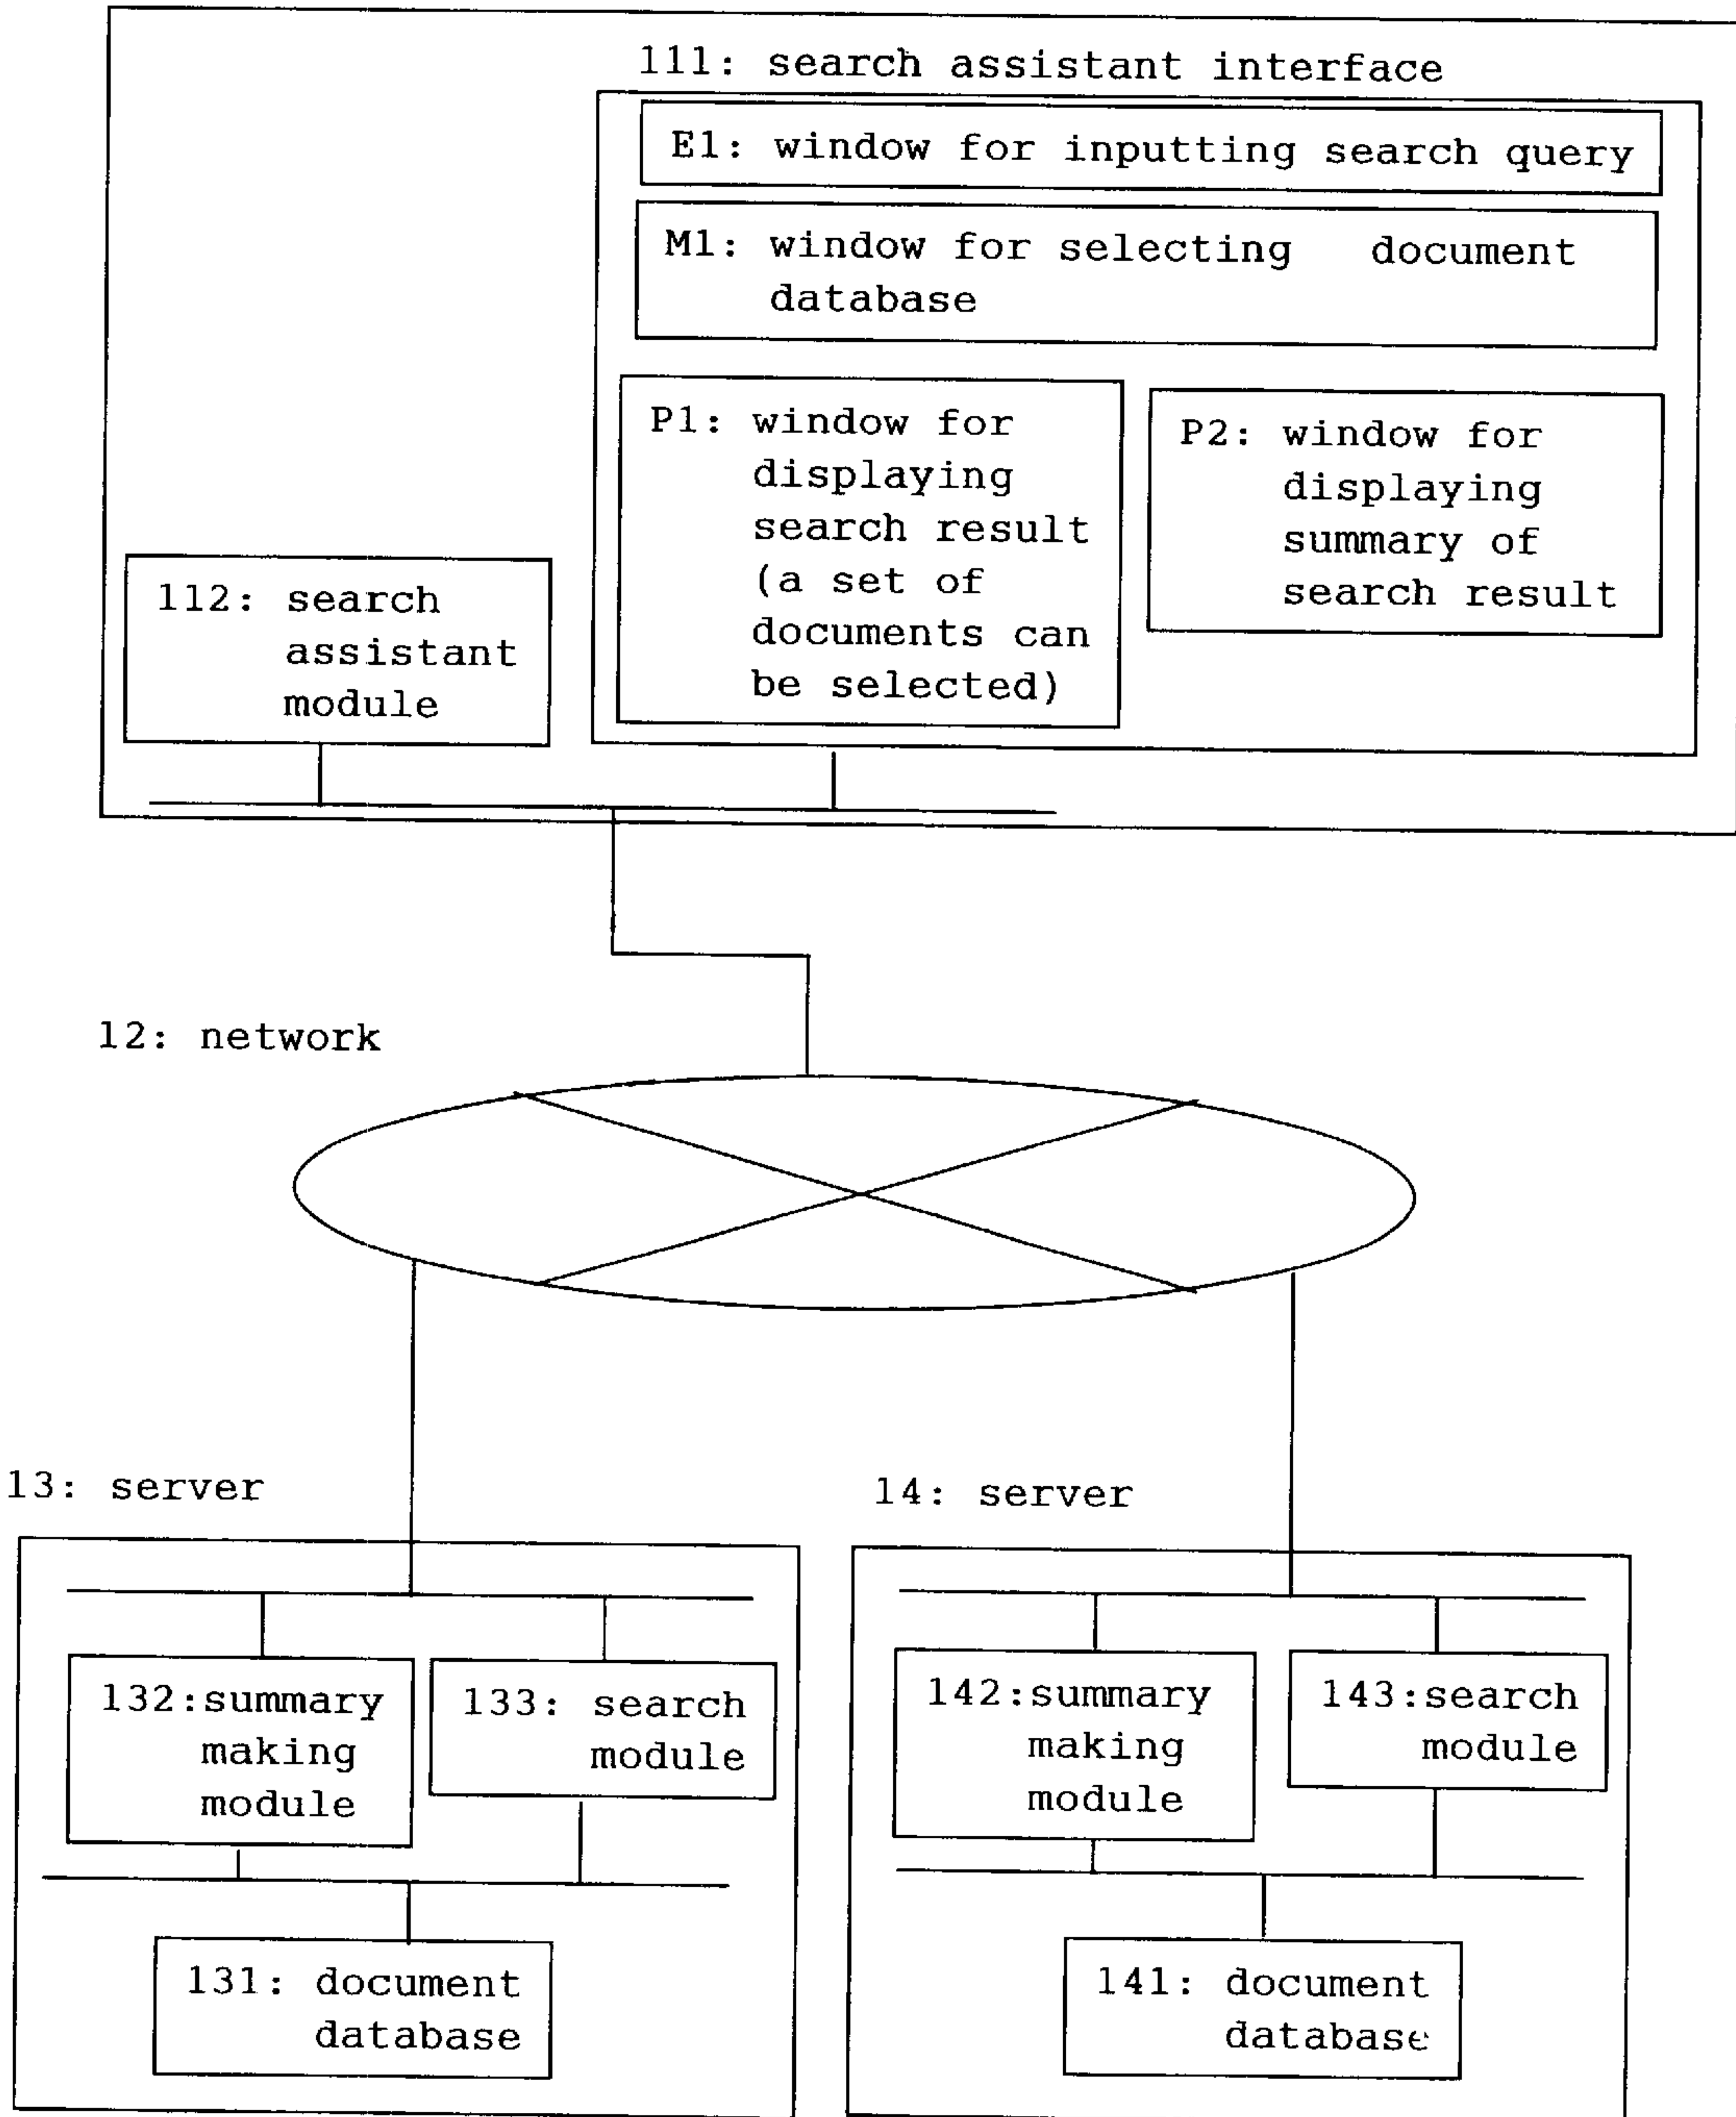 111: search assistant interface
E1: window for inputting search query
M1: window for selecting document
database
P1: window for
displaying
search result
(a set of
documents can
be selected)
P2: window for
displaying
summary of
search result
112: search
assistant
module
12: network
13: server
14: server
132:summary
making
module
133: search
module
142:summary
making
module
143:search
module
131: document
database
141: document
database